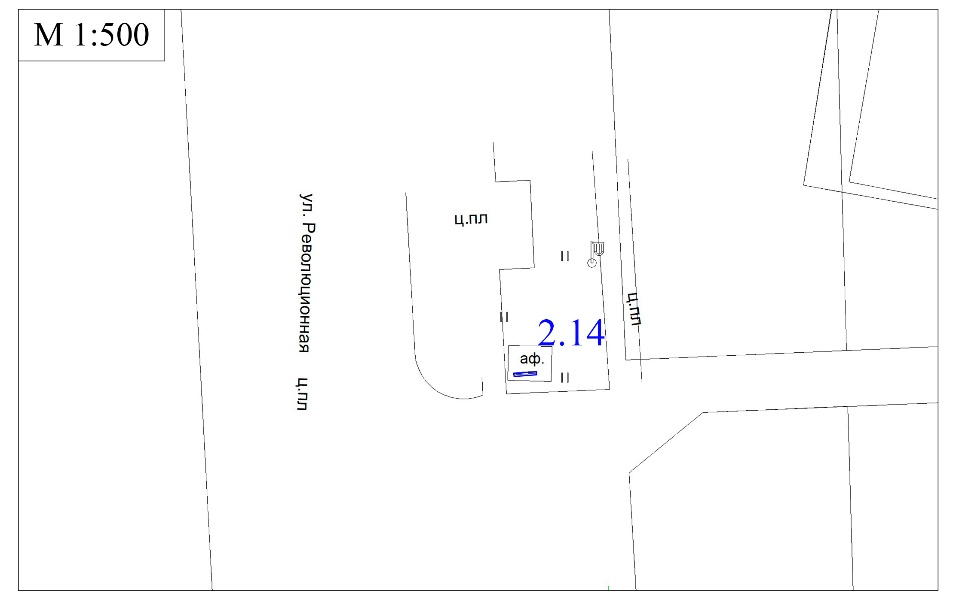 М 1:500
ул. Революционная ц.пл
ц.пл
ц.пл
2.14
аф.